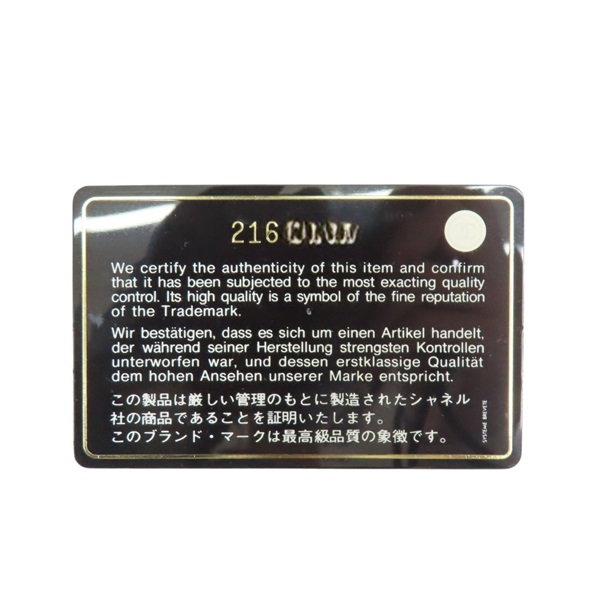 216
We certify the authenticity of this item and confirm
that it has been subjected to the most exacting quality
control. Its high quality is a symbol of the fine reputation
of the Trademark.
Wir bestätigen, dass es sich um einen Artikel handelt,
der während seiner Herstellung strengsten Kontrollen
unterworfen war, und dessen erstklassige Qualität
dem hohen Ansehen unserer Marke entspricht.
この製品は厳しい管理のもとに製造されたシャネル
社の商品であることを証明いたします。
このブランド・マークは最高級品質の象徴です。
SYSTEME BREVETE